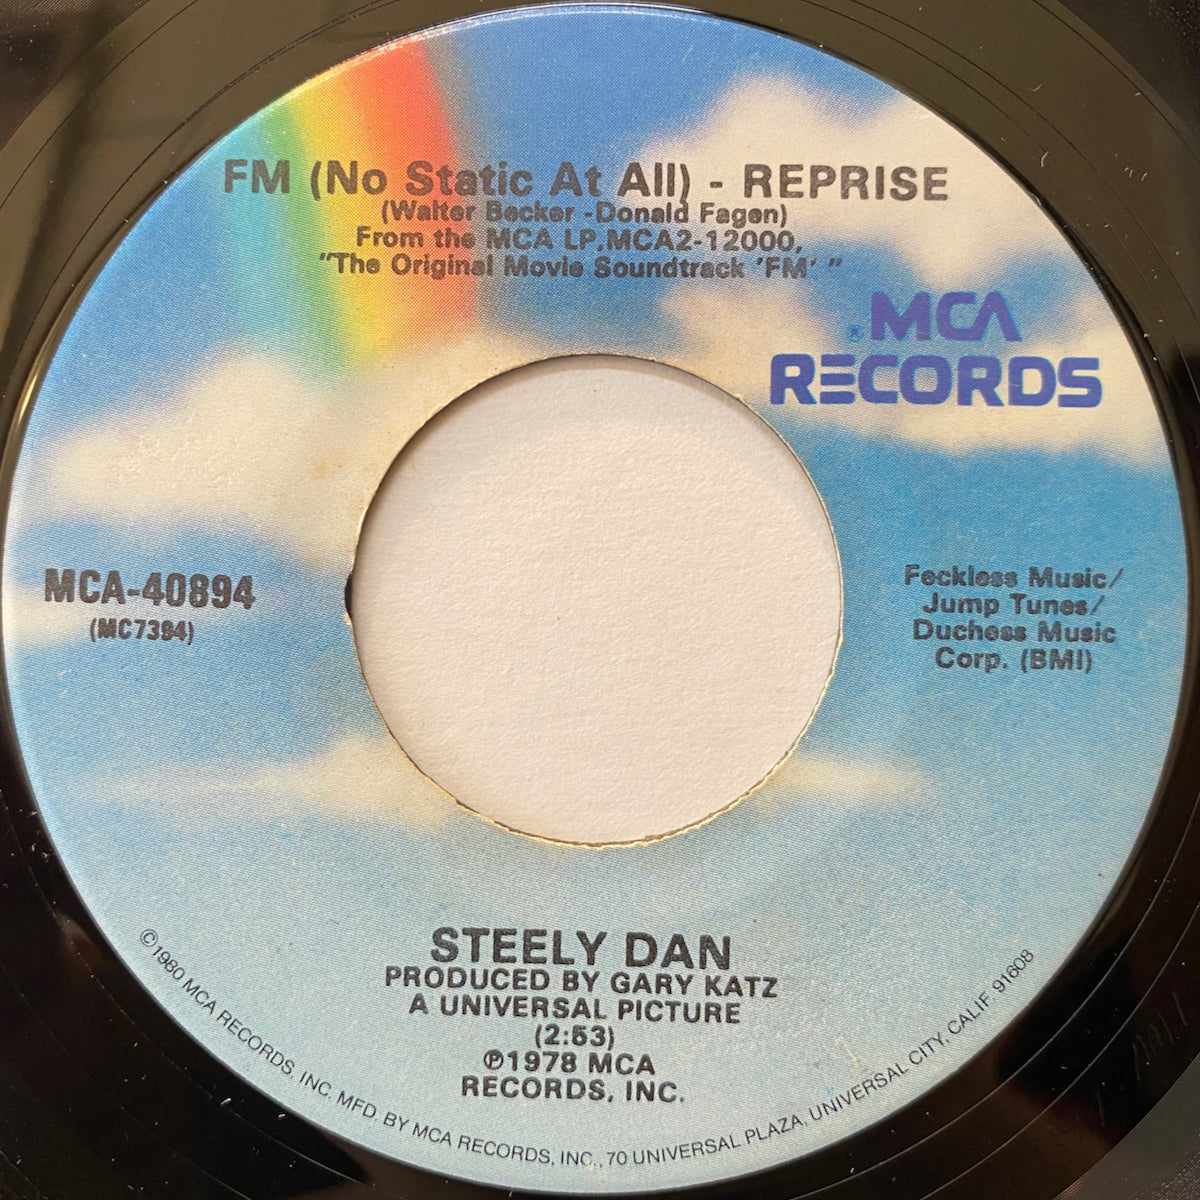 FM (No Static At All) - REPRISE
(Walter Becker -Donald Fagen)
From the MCA LP,MCA2-12000,
"The Original Movie Soundtrack 'FM' "
® MCA
RECORDS
MCA-40894
(MC7394)
Feckless Music/
Jump Tunes/
Duchess Music
Corp. (BMI)
STEELY DAN
PRODUCED BY GARY KATZ
A UNIVERSAL PICTURE
(2:53)
℗1978 MCA
RECORDS, INC.
©1980 MCA RECORDS, INC. MFD. BY MCA RECORDS, INC., 70 UNIVERSAL PLAZA, UNIVERSAL CITY, CALIF. 91608